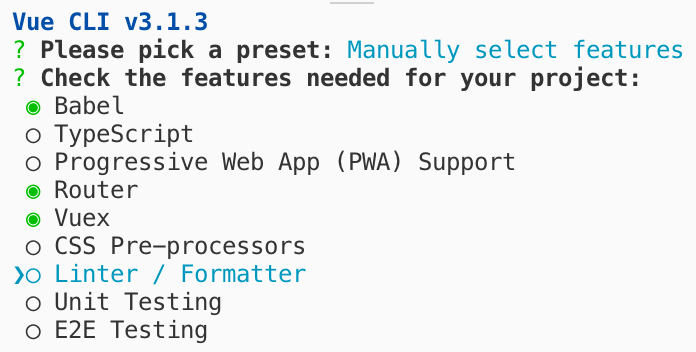 Vue CLI v3.1.3
? Please pick a preset: Manually select features
? Check the features needed for your project:
◉ Babel
◯ TypeScript
◯ Progressive Web App (PWA) Support
◉ Router
◉ Vuex
◯ CSS Pre-processors
❯◯ Linter / Formatter
◯ Unit Testing
◯ E2E Testing